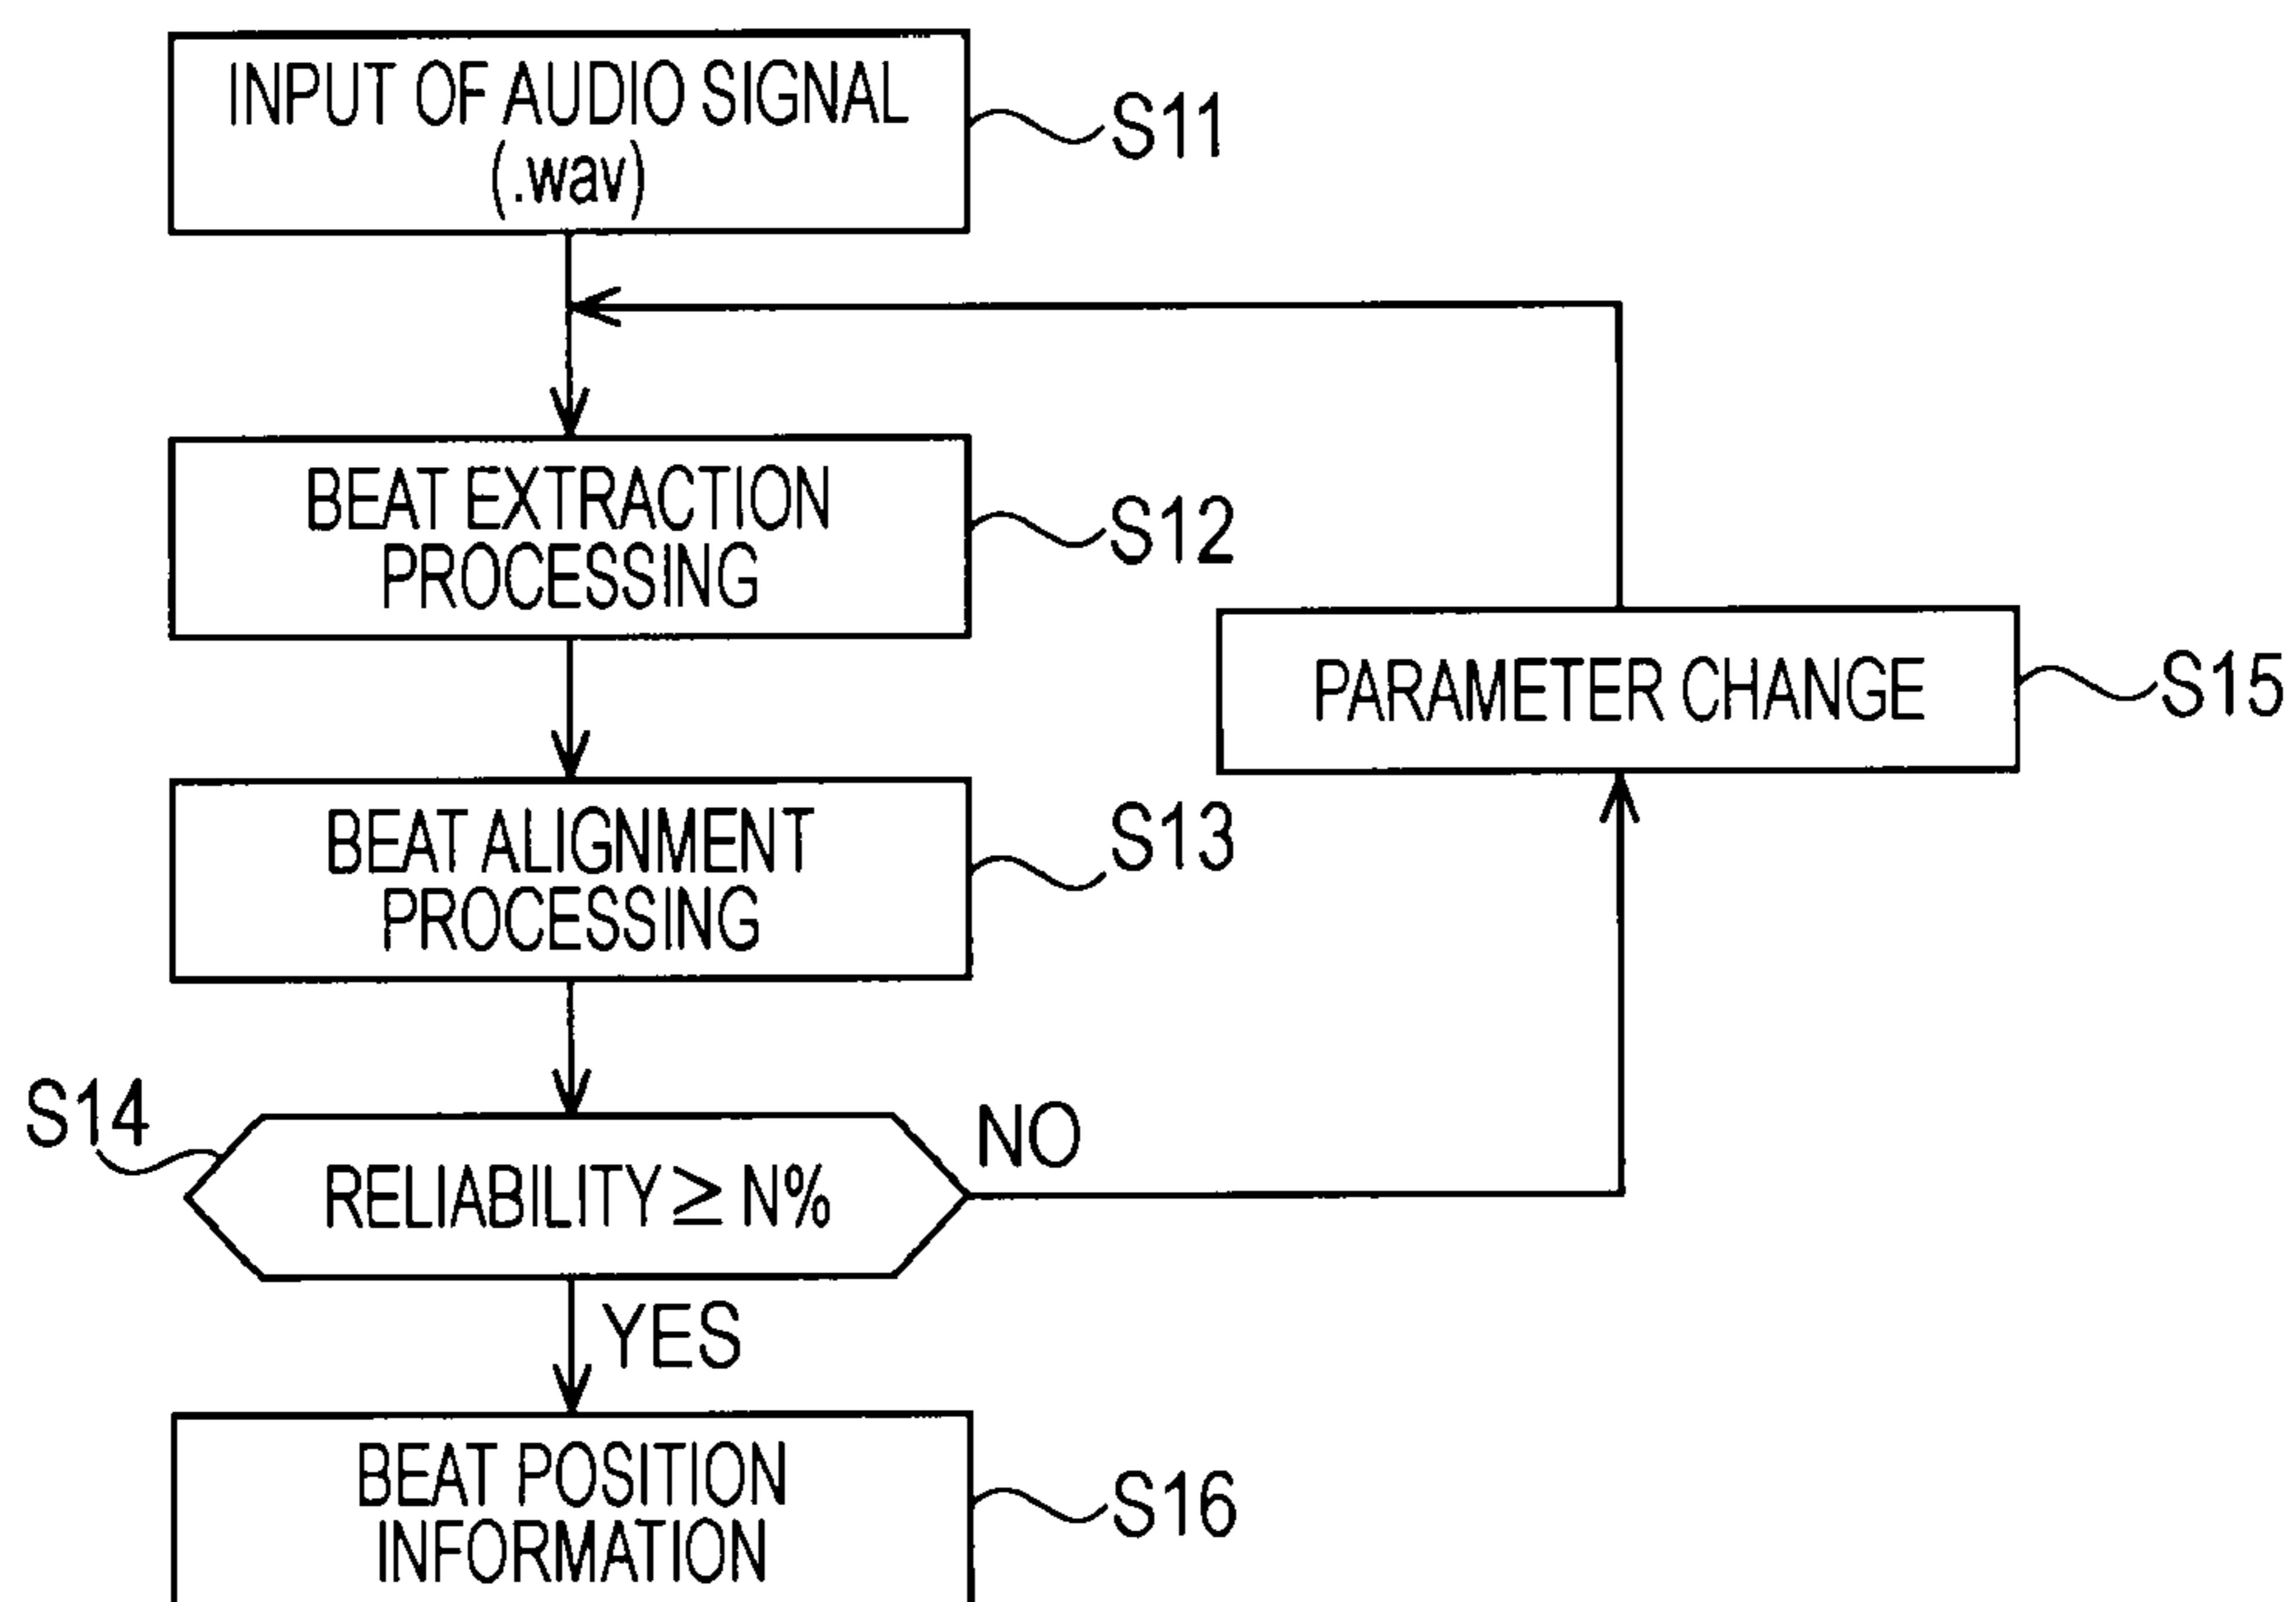 INPUT OF AUDIO SIGNAL
(.wav)
S11
BEAT EXTRACTION
PROCESSING
S12
PARAMETER CHANGE
S15
BEAT ALIGNMENT
PROCESSING
S13
S14
RELIABILITY ≥ N%
NO
YES
BEAT POSITION
INFORMATION
S16